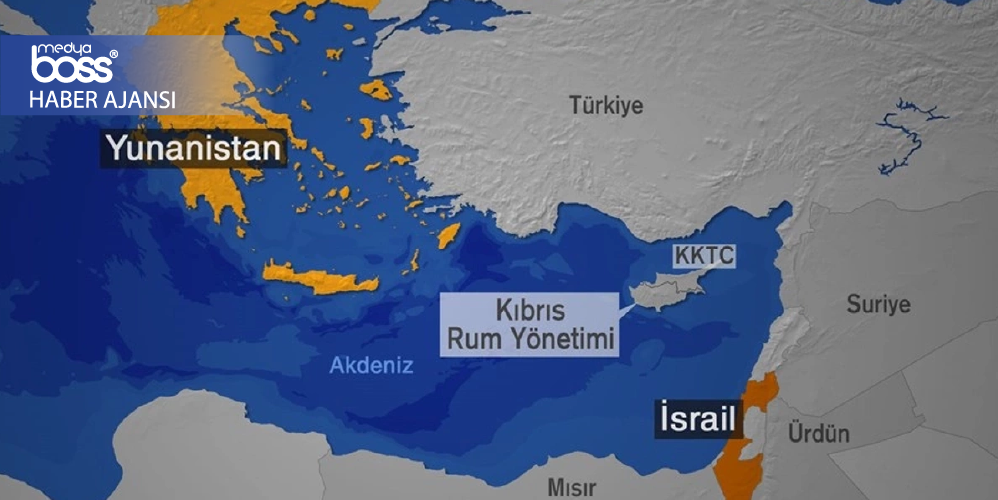 medya
boss®
HABER AJANSI
Türkiye
Yunanistan
KKTC
Kıbrıs
Rum Yönetimi
Suriye
Akdeniz
İsrail
Ürdün
Mısır